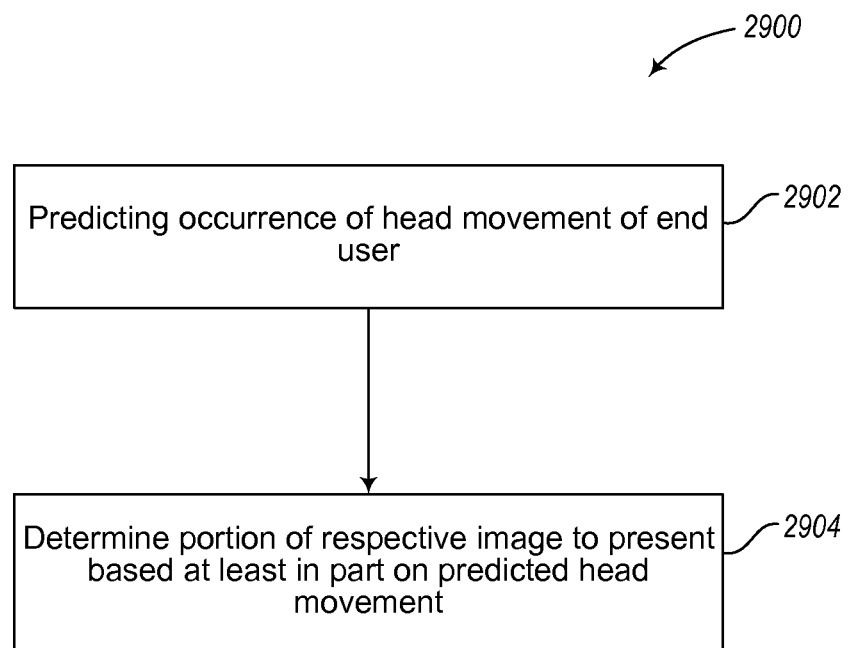 2900
Predicting occurrence of head movement of end
user
2902
Determine portion of respective image to present
based at least in part on predicted head
movement
2904